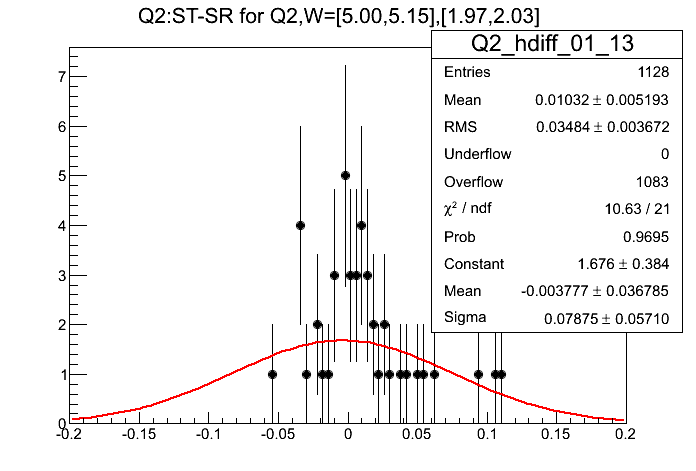 Q2:ST-SR for Q2,W=[5.00,5.15],[1.97,2.03]
Q2_hdiff_01_13
Entries 1128
Mean 0.01032 ± 0.005193
RMS 0.03484 ± 0.003672
Underflow 0
Overflow 1083
χ² / ndf 10.63 / 21
Prob 0.9695
Constant 1.676 ± 0.384
Mean -0.003777 ± 0.036785
Sigma 0.07875 ± 0.05710
7
6
5
4
3
2
1
0
-0.2 -0.15 -0.1 -0.05 0 0.05 0.1 0.15 0.2